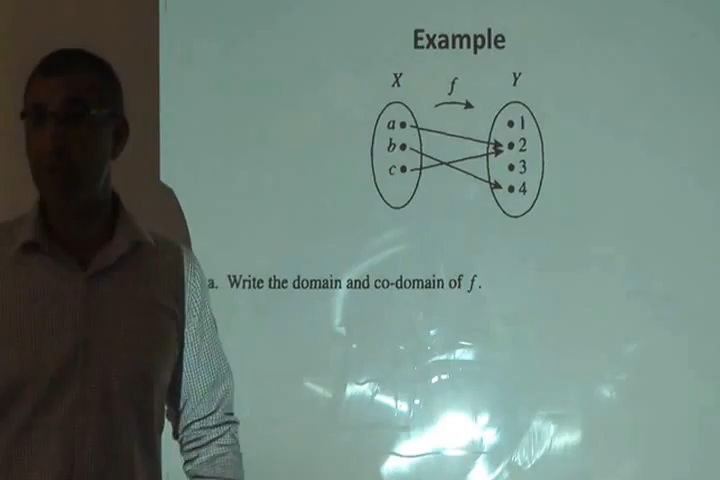 Example
X f Y
a 1
b 2
c 3
4
a. Write the domain and co-domain of f.